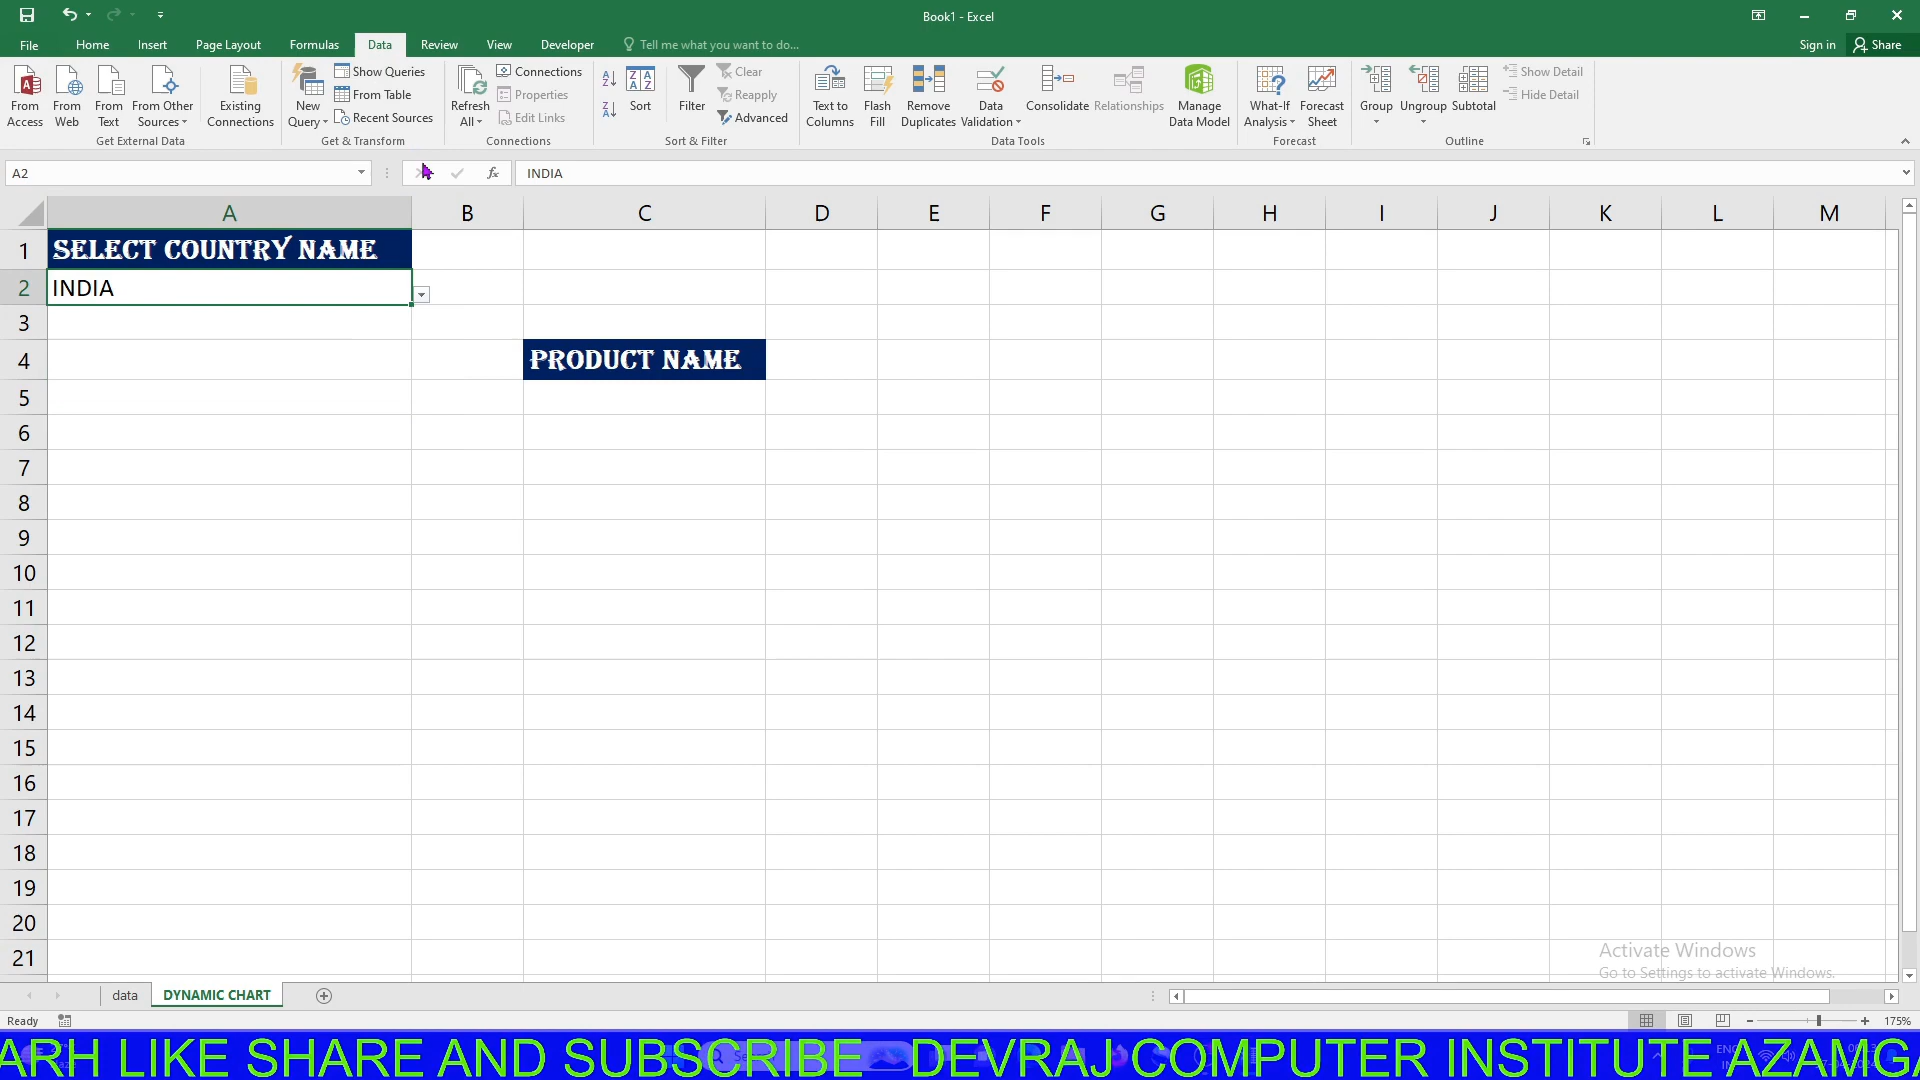 Book1 - Excel
File Home Insert Page Layout Formulas Data Review View Developer Tell me what you want to do... Sign in Share
From Access
From Web
From Text
From Other Sources
Existing Connections
Get External Data
New Query
Show Queries
From Table
Recent Sources
Get & Transform
Refresh All
Connections
Properties
Edit Links
Connections
Sort
Filter
Clear
Reapply
Advanced
Sort & Filter
Text to Columns
Flash Fill
Remove Duplicates
Data Validation
Consolidate
Relationships
Manage Data Model
Data Tools
What-If Analysis
Forecast Sheet
Forecast
Group
Ungroup
Subtotal
Show Detail
Hide Detail
Outline
A2 fx INDIA
A B C D E F G H I J K L M
1 SELECT COUNTRY NAME
2 INDIA
3
4 PRODUCT NAME
5
6
7
8
9
10
11
12
13
14
15
16
17
18
19
20
21
Activate Windows
Go to Settings to activate Windows.
data DYNAMIC CHART
Ready 175%
ARH LIKE SHARE AND SUBSCRIBE DEVRAJ COMPUTER INSTITUTE AZAMGA